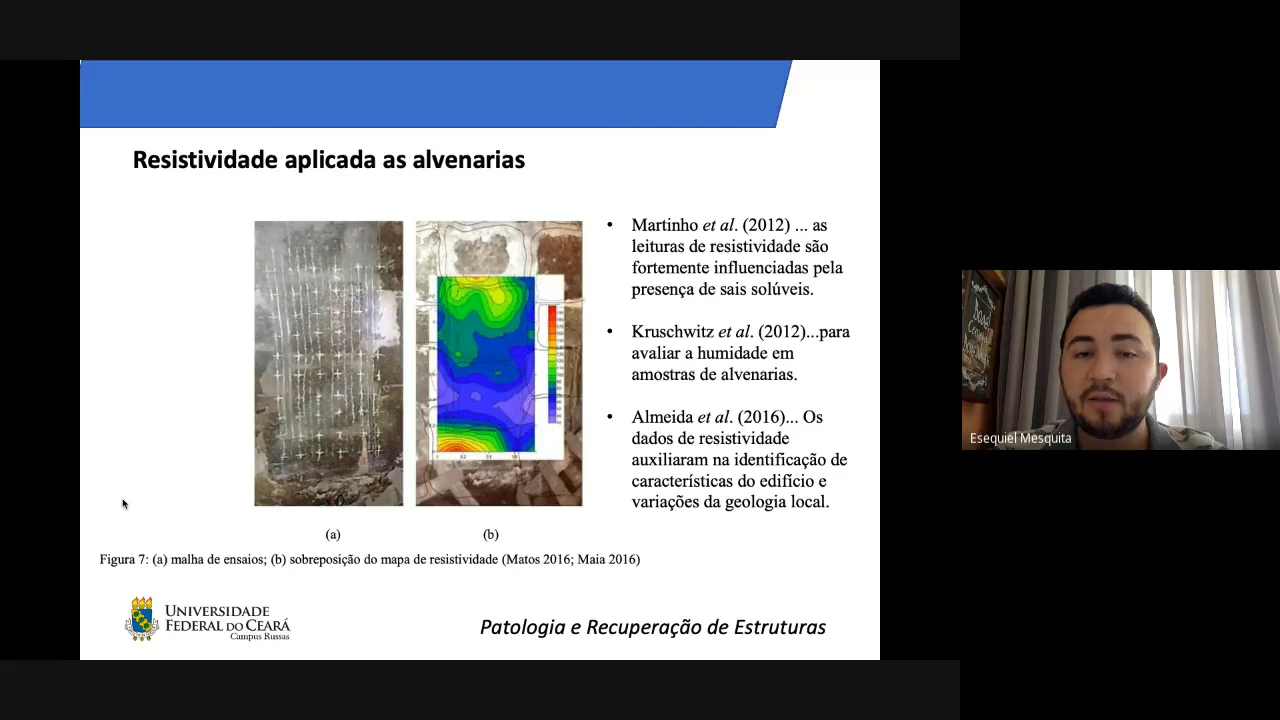 Resistividade aplicada as alvenarias
• Martinho et al. (2012) ... as
leituras de resistividade são
fortemente influenciadas pela
presença de sais solúveis.
• Kruschwitz et al. (2012)...para
avaliar a humidade em
amostras de alvenarias.
• Almeida et al. (2016)... Os
dados de resistividade
auxiliaram na identificação de
características do edifício e
variações da geologia local.
(a)
(b)
Figura 7: (a) malha de ensaios; (b) sobreposição do mapa de resistividade (Matos 2016; Maia 2016)
UNIVERSIDADE
FEDERAL DO CEARÁ
Campus Russas
Patologia e Recuperação de Estruturas
Esequiel Mesquita